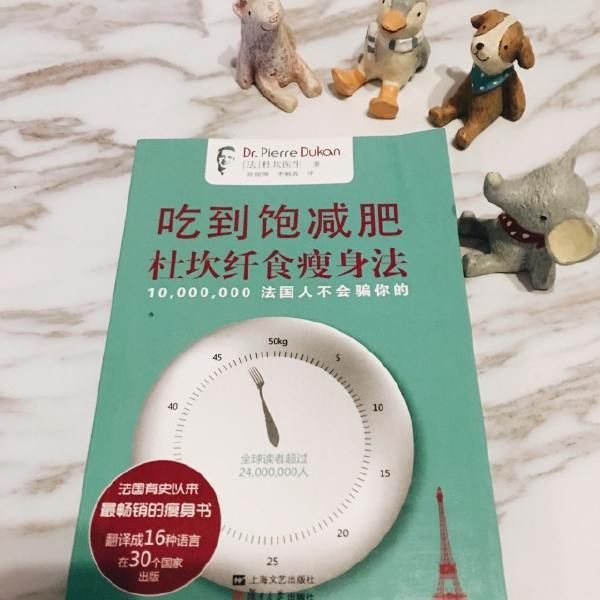 Dr. Pierre Dukan
[法]杜坎医生 著
吃到饱减肥
杜坎纤食瘦身法
10,000,000 法国人不会骗你的
50kg
5
10
15
20
25
40
45
全球读者超过
24,000,000人
法国有史以来
最畅销的瘦身书
翻译成16种语言
在30个国家
出版
上海文艺出版社